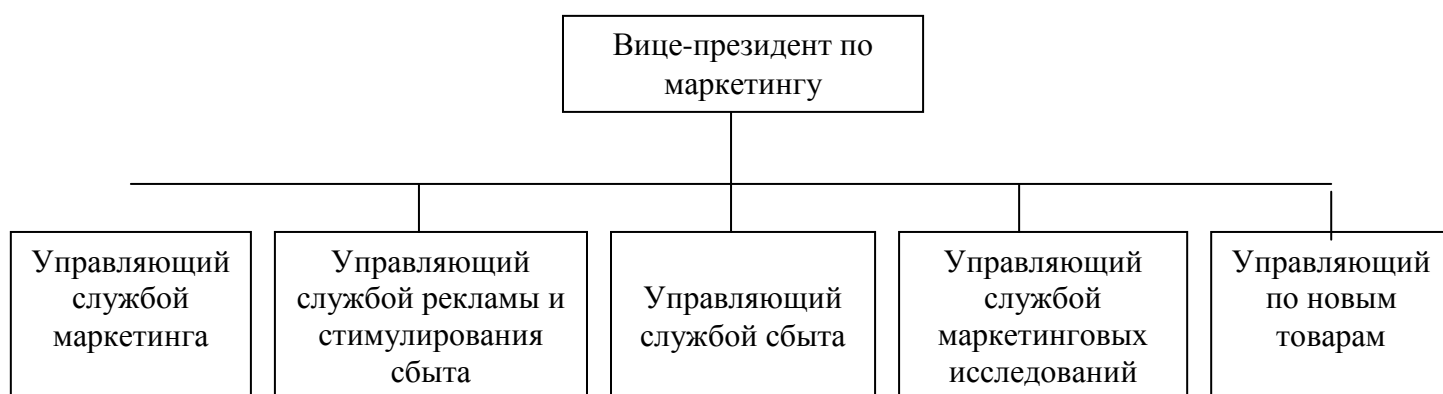 Вице-президент по
маркетингу
Управляющий
службой
маркетинга
Управляющий
службой рекламы и
стимулирования
сбыта
Управляющий
службой сбыта
Управляющий
службой
маркетинговых
исследований
Управляющий
по новым
товарам